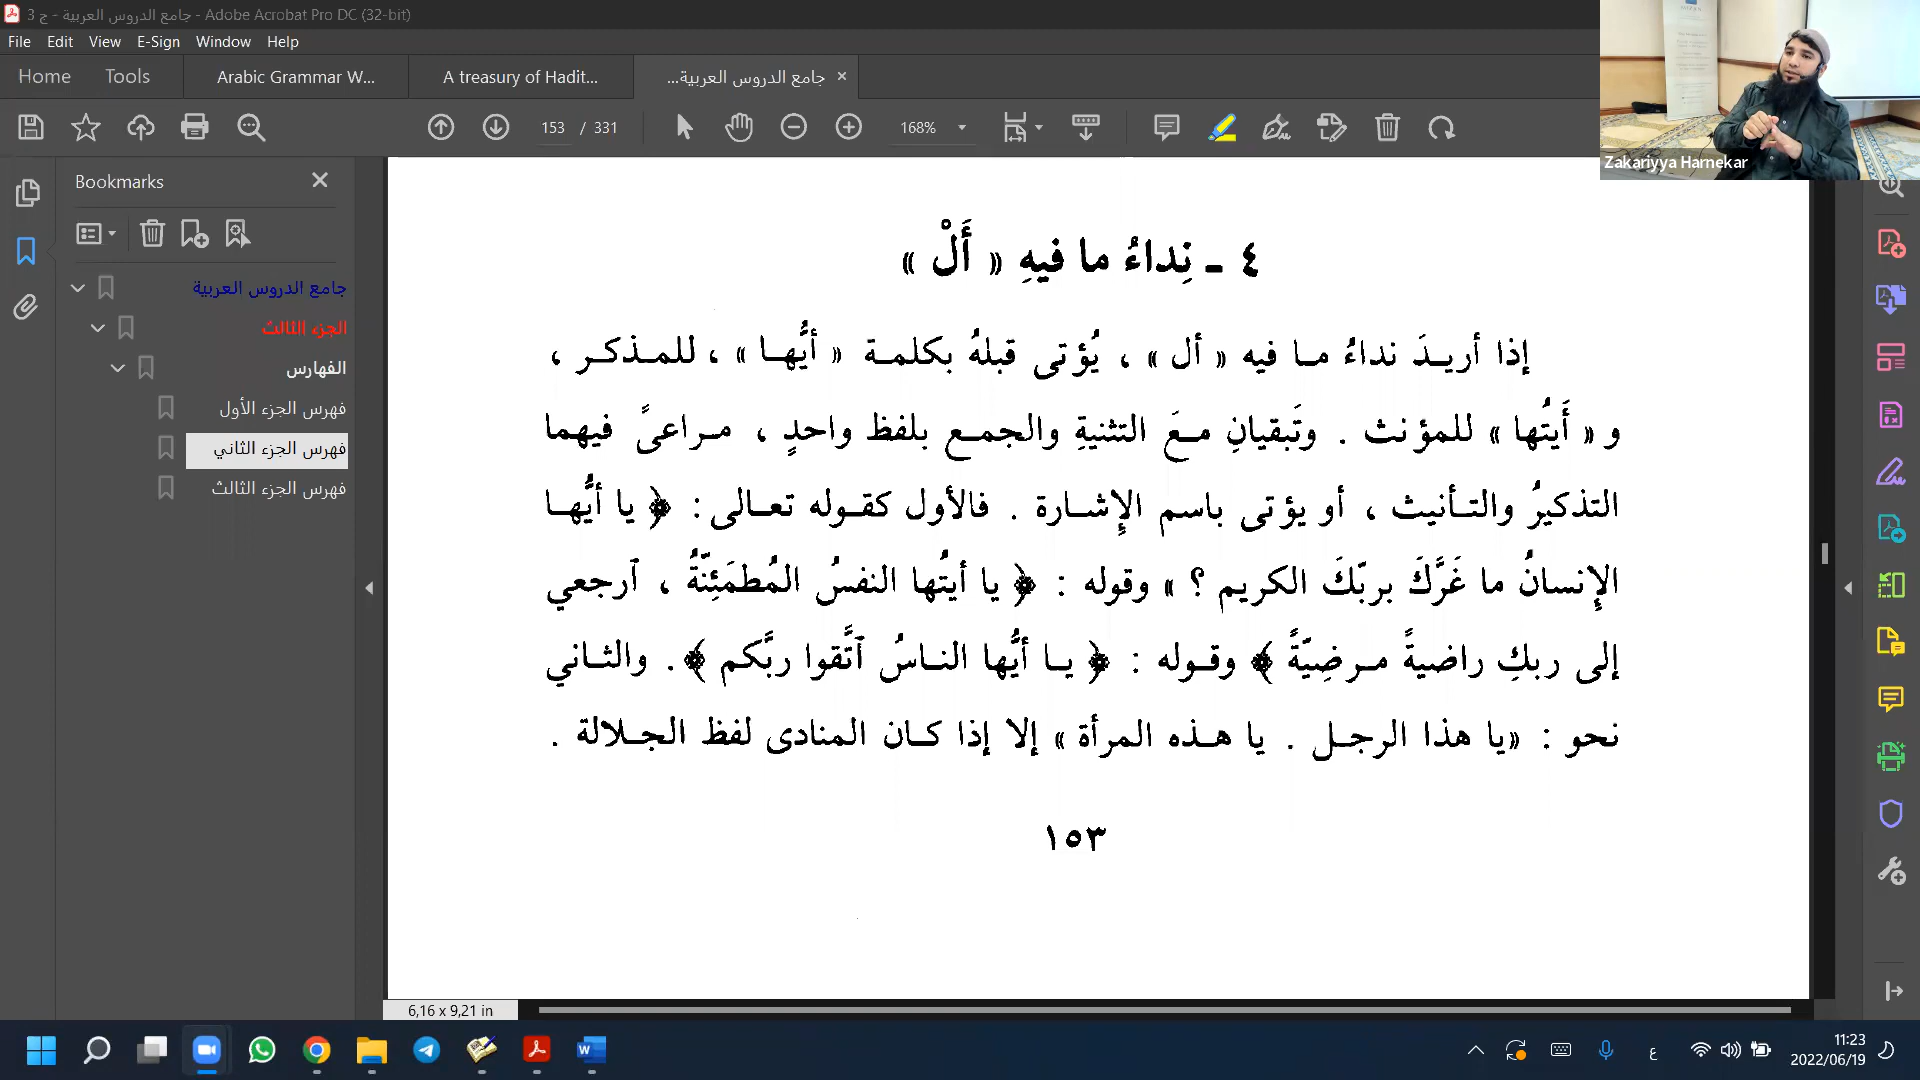 جامع الدروس العربية - ج 3 - Adobe Acrobat Pro DC (32-bit)
File Edit View E-Sign Window Help
Home Tools Arabic Grammar W... A treasury of Hadit... جامع الدروس العربية...
153 / 331 168%
Zakariyya Harnekar
Bookmarks
جامع الدروس العربية
الجزء الثالث
الفهارس
فهرس الجزء الأول
فهرس الجزء الثاني
فهرس الجزء الثالث
٤ ـ نِداءُ ما فيهِ « أَلْ »
إذا أريدَ نداءُ ما فيه « أل » ، يُؤتى قبلهُ بكلمة « أيُّها » ، للمذكر ،
و « أَيتُها » للمؤنث . وتَبقيانِ معَ التثنيةِ والجمع بلفظ واحدٍ ، مراعىً فيهما
التذكيرُ والتأنيث ، أو يؤتى باسم الإشارة . فالأول كقوله تعالى : ﴿ يا أيُّها
الإنسانُ ما غَرَّكَ بربّكَ الكريم ؟ » وقوله : ﴿ يا أيتُها النفسُ المُطمَئِنّةُ ، ٱرجعي
إلى ربكِ راضيةً مرضِيّةً ﴾ وقوله : ﴿ يا أيُّها الناسُ ٱتَّقوا ربَّكم ﴾ . والثاني
نحو : «يا هذا الرجل . يا هذه المرأة » إلا إذا كان المنادى لفظ الجلالة .
١٥٣
6,16 x 9,21 in
ع 11:23
2022/06/19